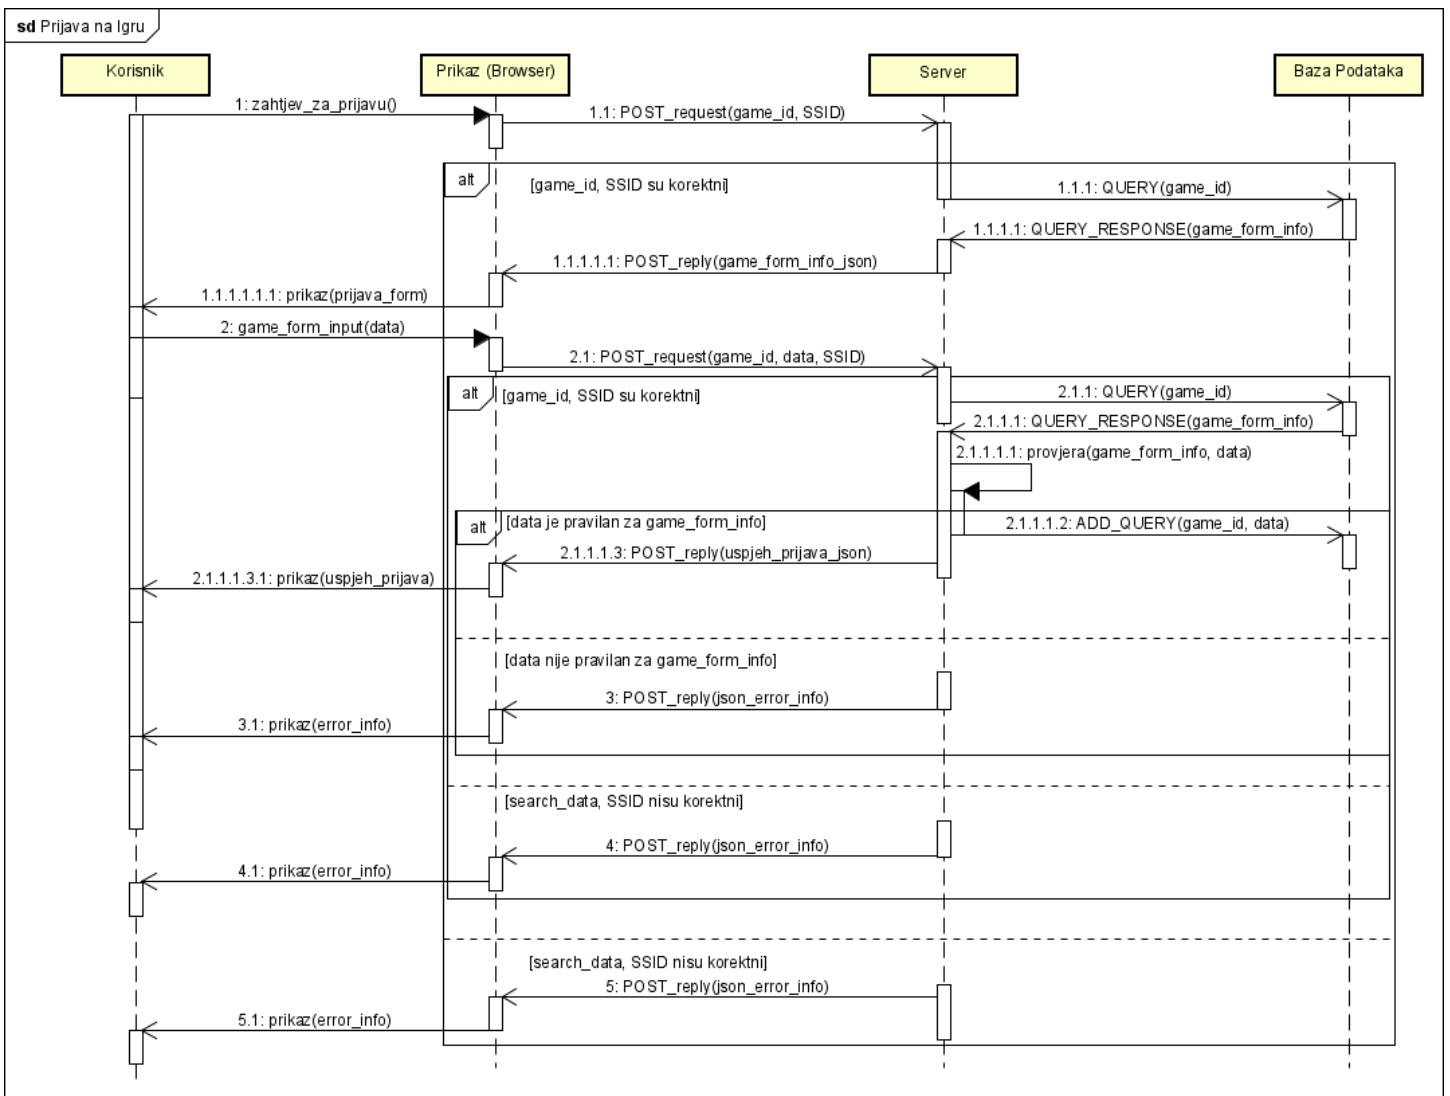 sd Prijava na Igru
Korisnik
Prikaz (Browser)
Server
Baza Podataka
1: zahtjev_za_prijavu()
1.1: POST_request(game_id, SSID)
alt
[game_id, SSID su korektni]
1.1.1: QUERY(game_id)
1.1.1.1: QUERY_RESPONSE(game_form_info)
1.1.1.1.1: POST_reply(game_form_info_json)
1.1.1.1.1.1: prikaz(prijava_form)
2: game_form_input(data)
2.1: POST_request(game_id, data, SSID)
alt
[game_id, SSID su korektni]
2.1.1: QUERY(game_id)
2.1.1.1: QUERY_RESPONSE(game_form_info)
2.1.1.1.1: provjera(game_form_info, data)
alt
[data je pravilan za game_form_info]
2.1.1.1.2: ADD_QUERY(game_id, data)
2.1.1.1.3: POST_reply(uspjeh_prijava_json)
2.1.1.1.3.1: prikaz(uspjeh_prijava)
[data nije pravilan za game_form_info]
3: POST_reply(json_error_info)
3.1: prikaz(error_info)
[search_data, SSID nisu korektni]
4: POST_reply(json_error_info)
4.1: prikaz(error_info)
[search_data, SSID nisu korektni]
5: POST_reply(json_error_info)
5.1: prikaz(error_info)